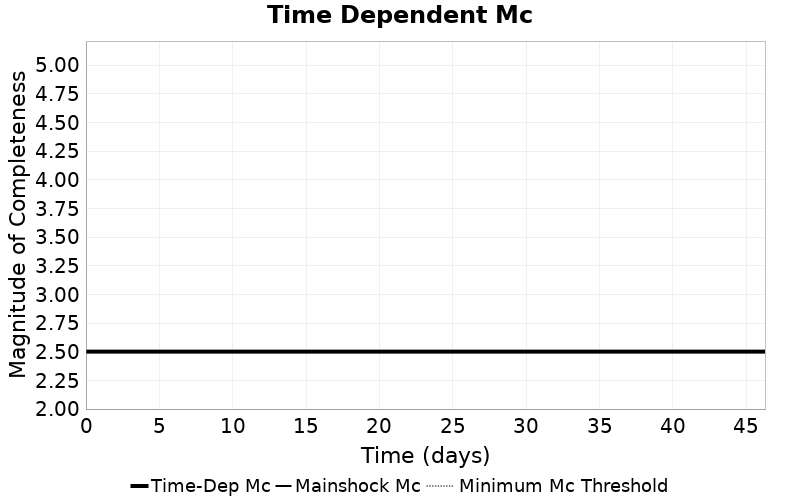 Time Dependent Mc
Magnitude of Completeness
5.00
4.75
4.50
4.25
4.00
3.75
3.50
3.25
3.00
2.75
2.50
2.25
2.00
0 5 10 15 20 25 30 35 40 45
Time (days)
Time-Dep Mc Mainshock Mc Minimum Mc Threshold